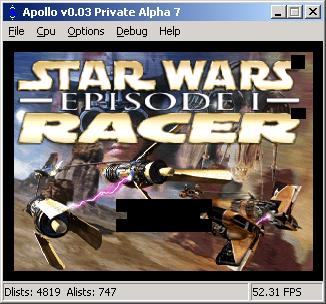 Apollo v0.03 Private Alpha 7
File Cpu Options Debug Help
STAR WARS
EPISODE I
RACER
Dlists: 4819 Alists: 747 52.31 FPS